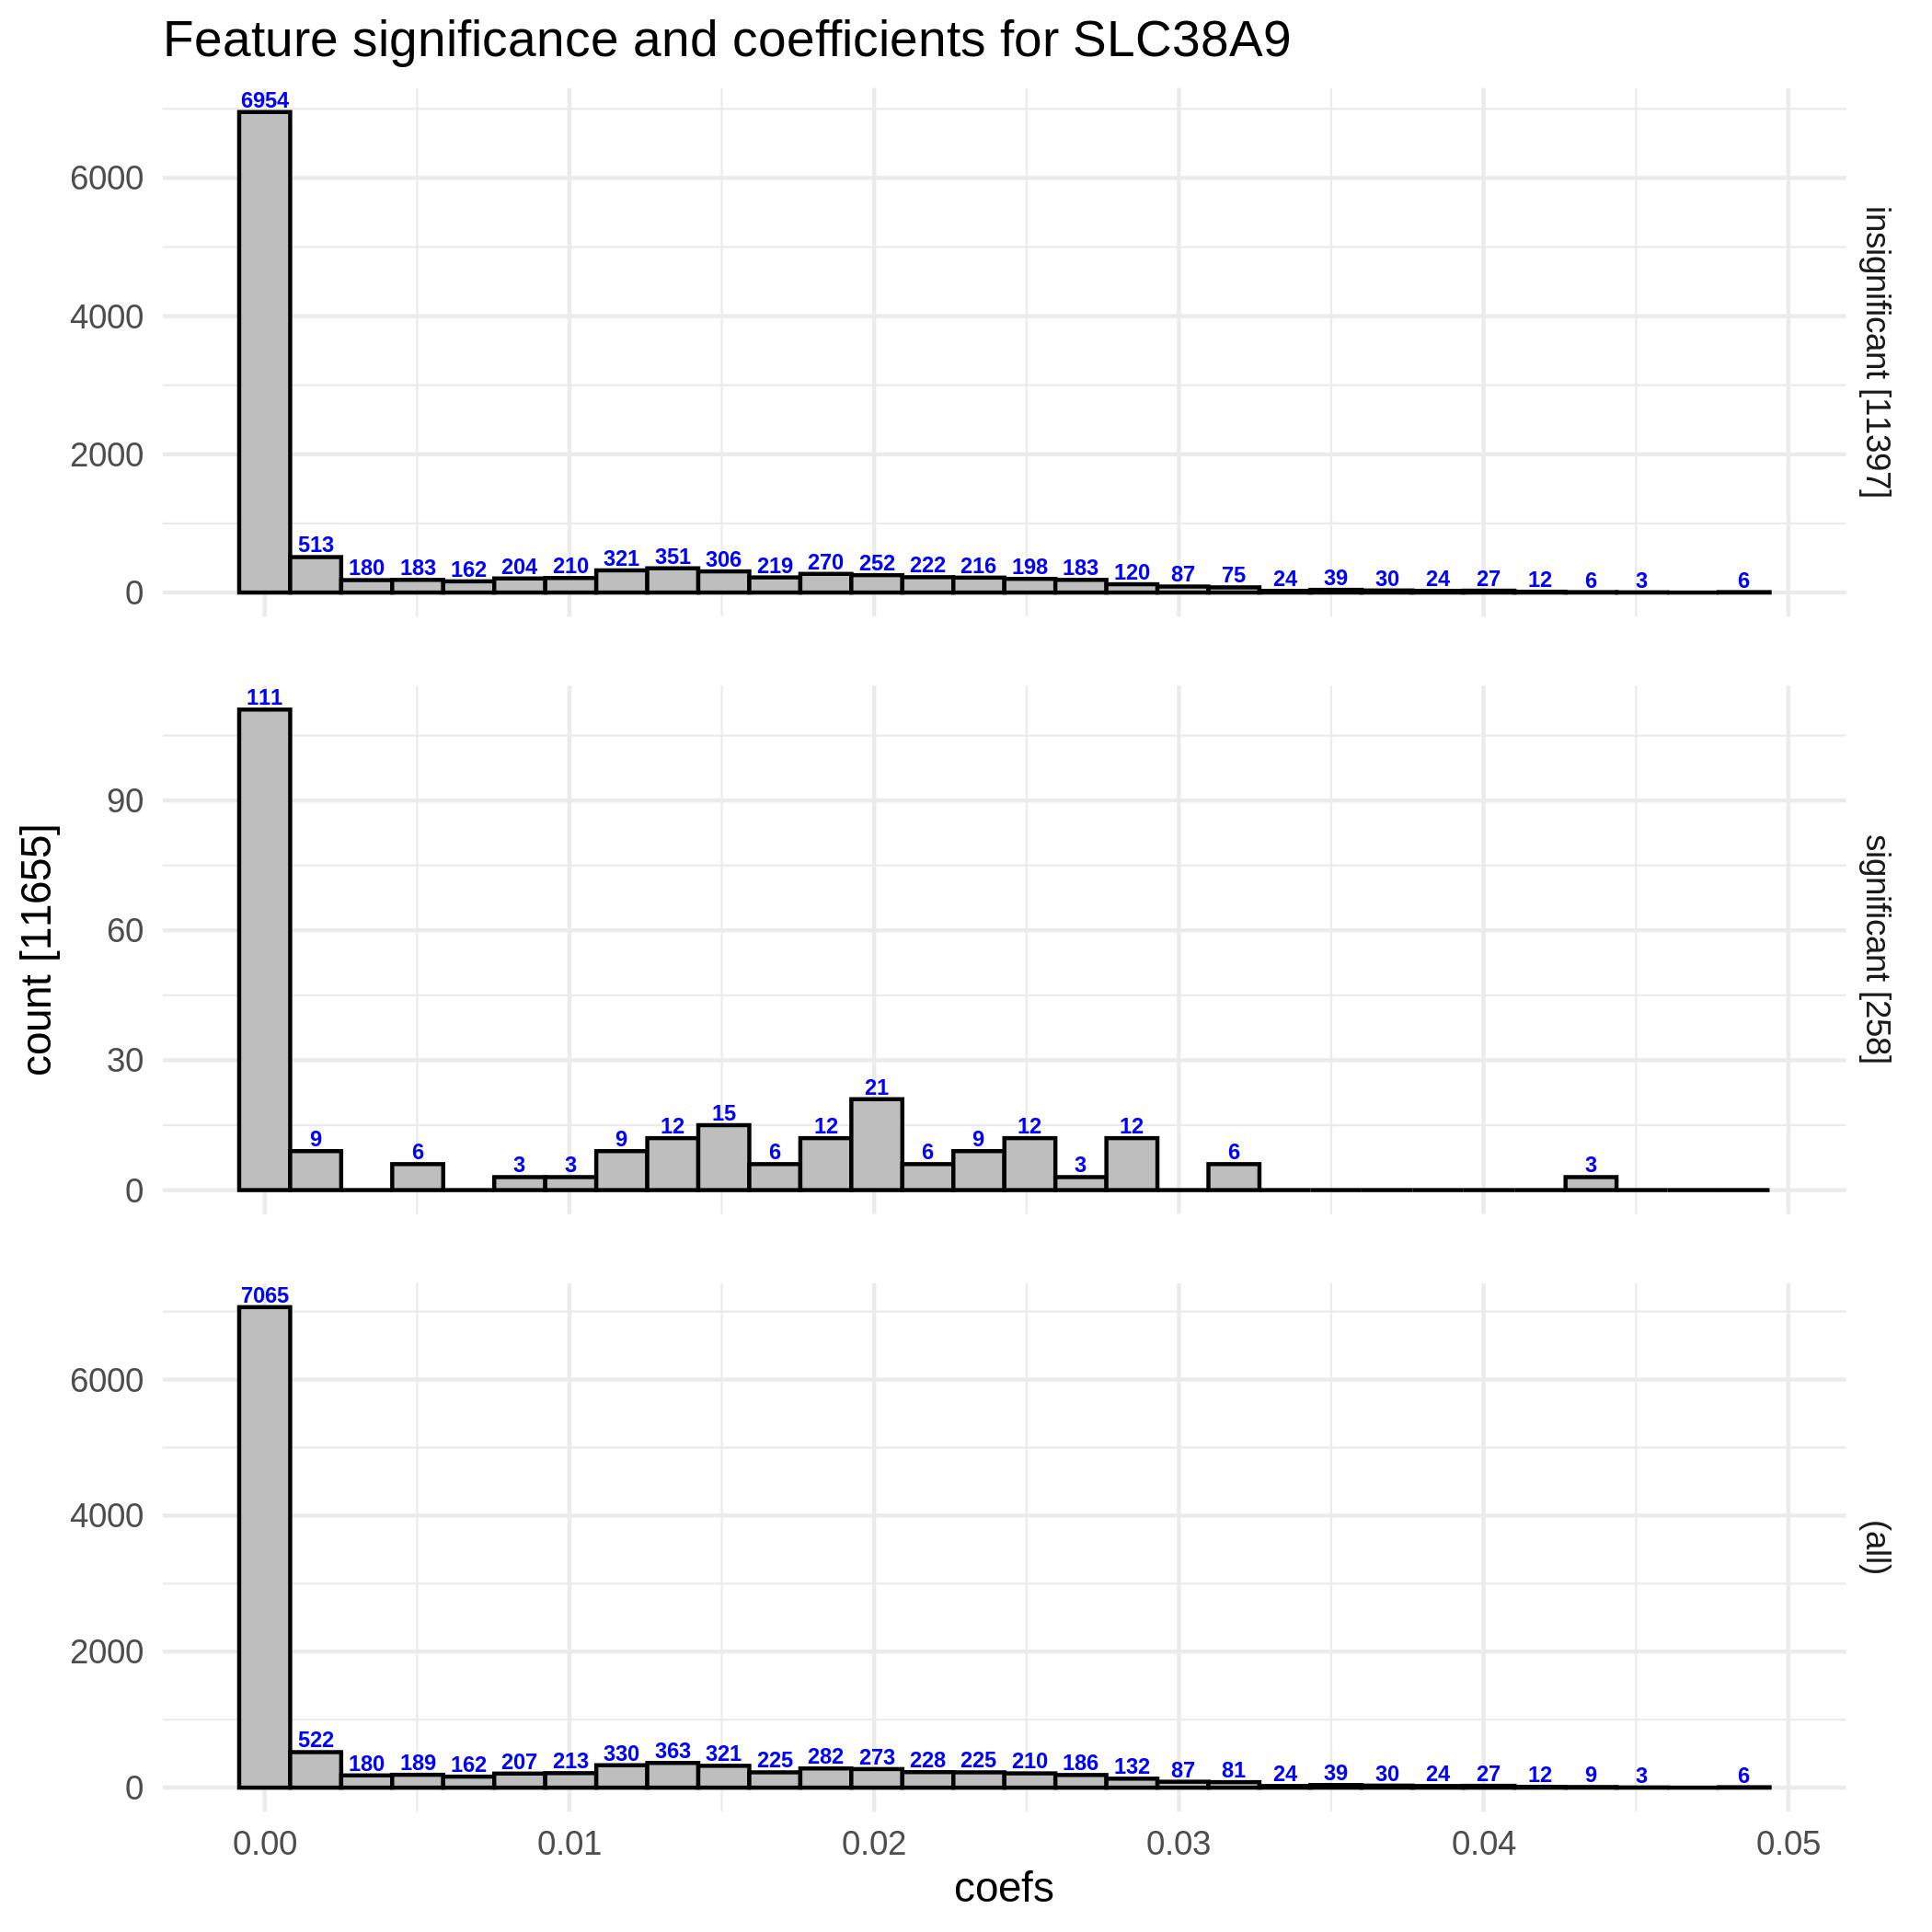 Feature significance and coefficients for SLC38A9
6954
513 180 183 162 204 210 321 351 306 219 270 252 222 216 198 183 120 87 75 24 39 30 24 27 12 6 3 6
6000
4000
2000
0
insignificant [11397]
111
9 6 3 3 9 12 15 6 12 21 6 9 12 3 12 6 3
90
60
30
0
significant [258]
count [11655]
7065
522 180 189 162 207 213 330 363 321 225 282 273 228 225 210 186 132 87 81 24 39 30 24 27 12 9 3 6
6000
4000
2000
0
(all)
0.00 0.01 0.02 0.03 0.04 0.05
coefs